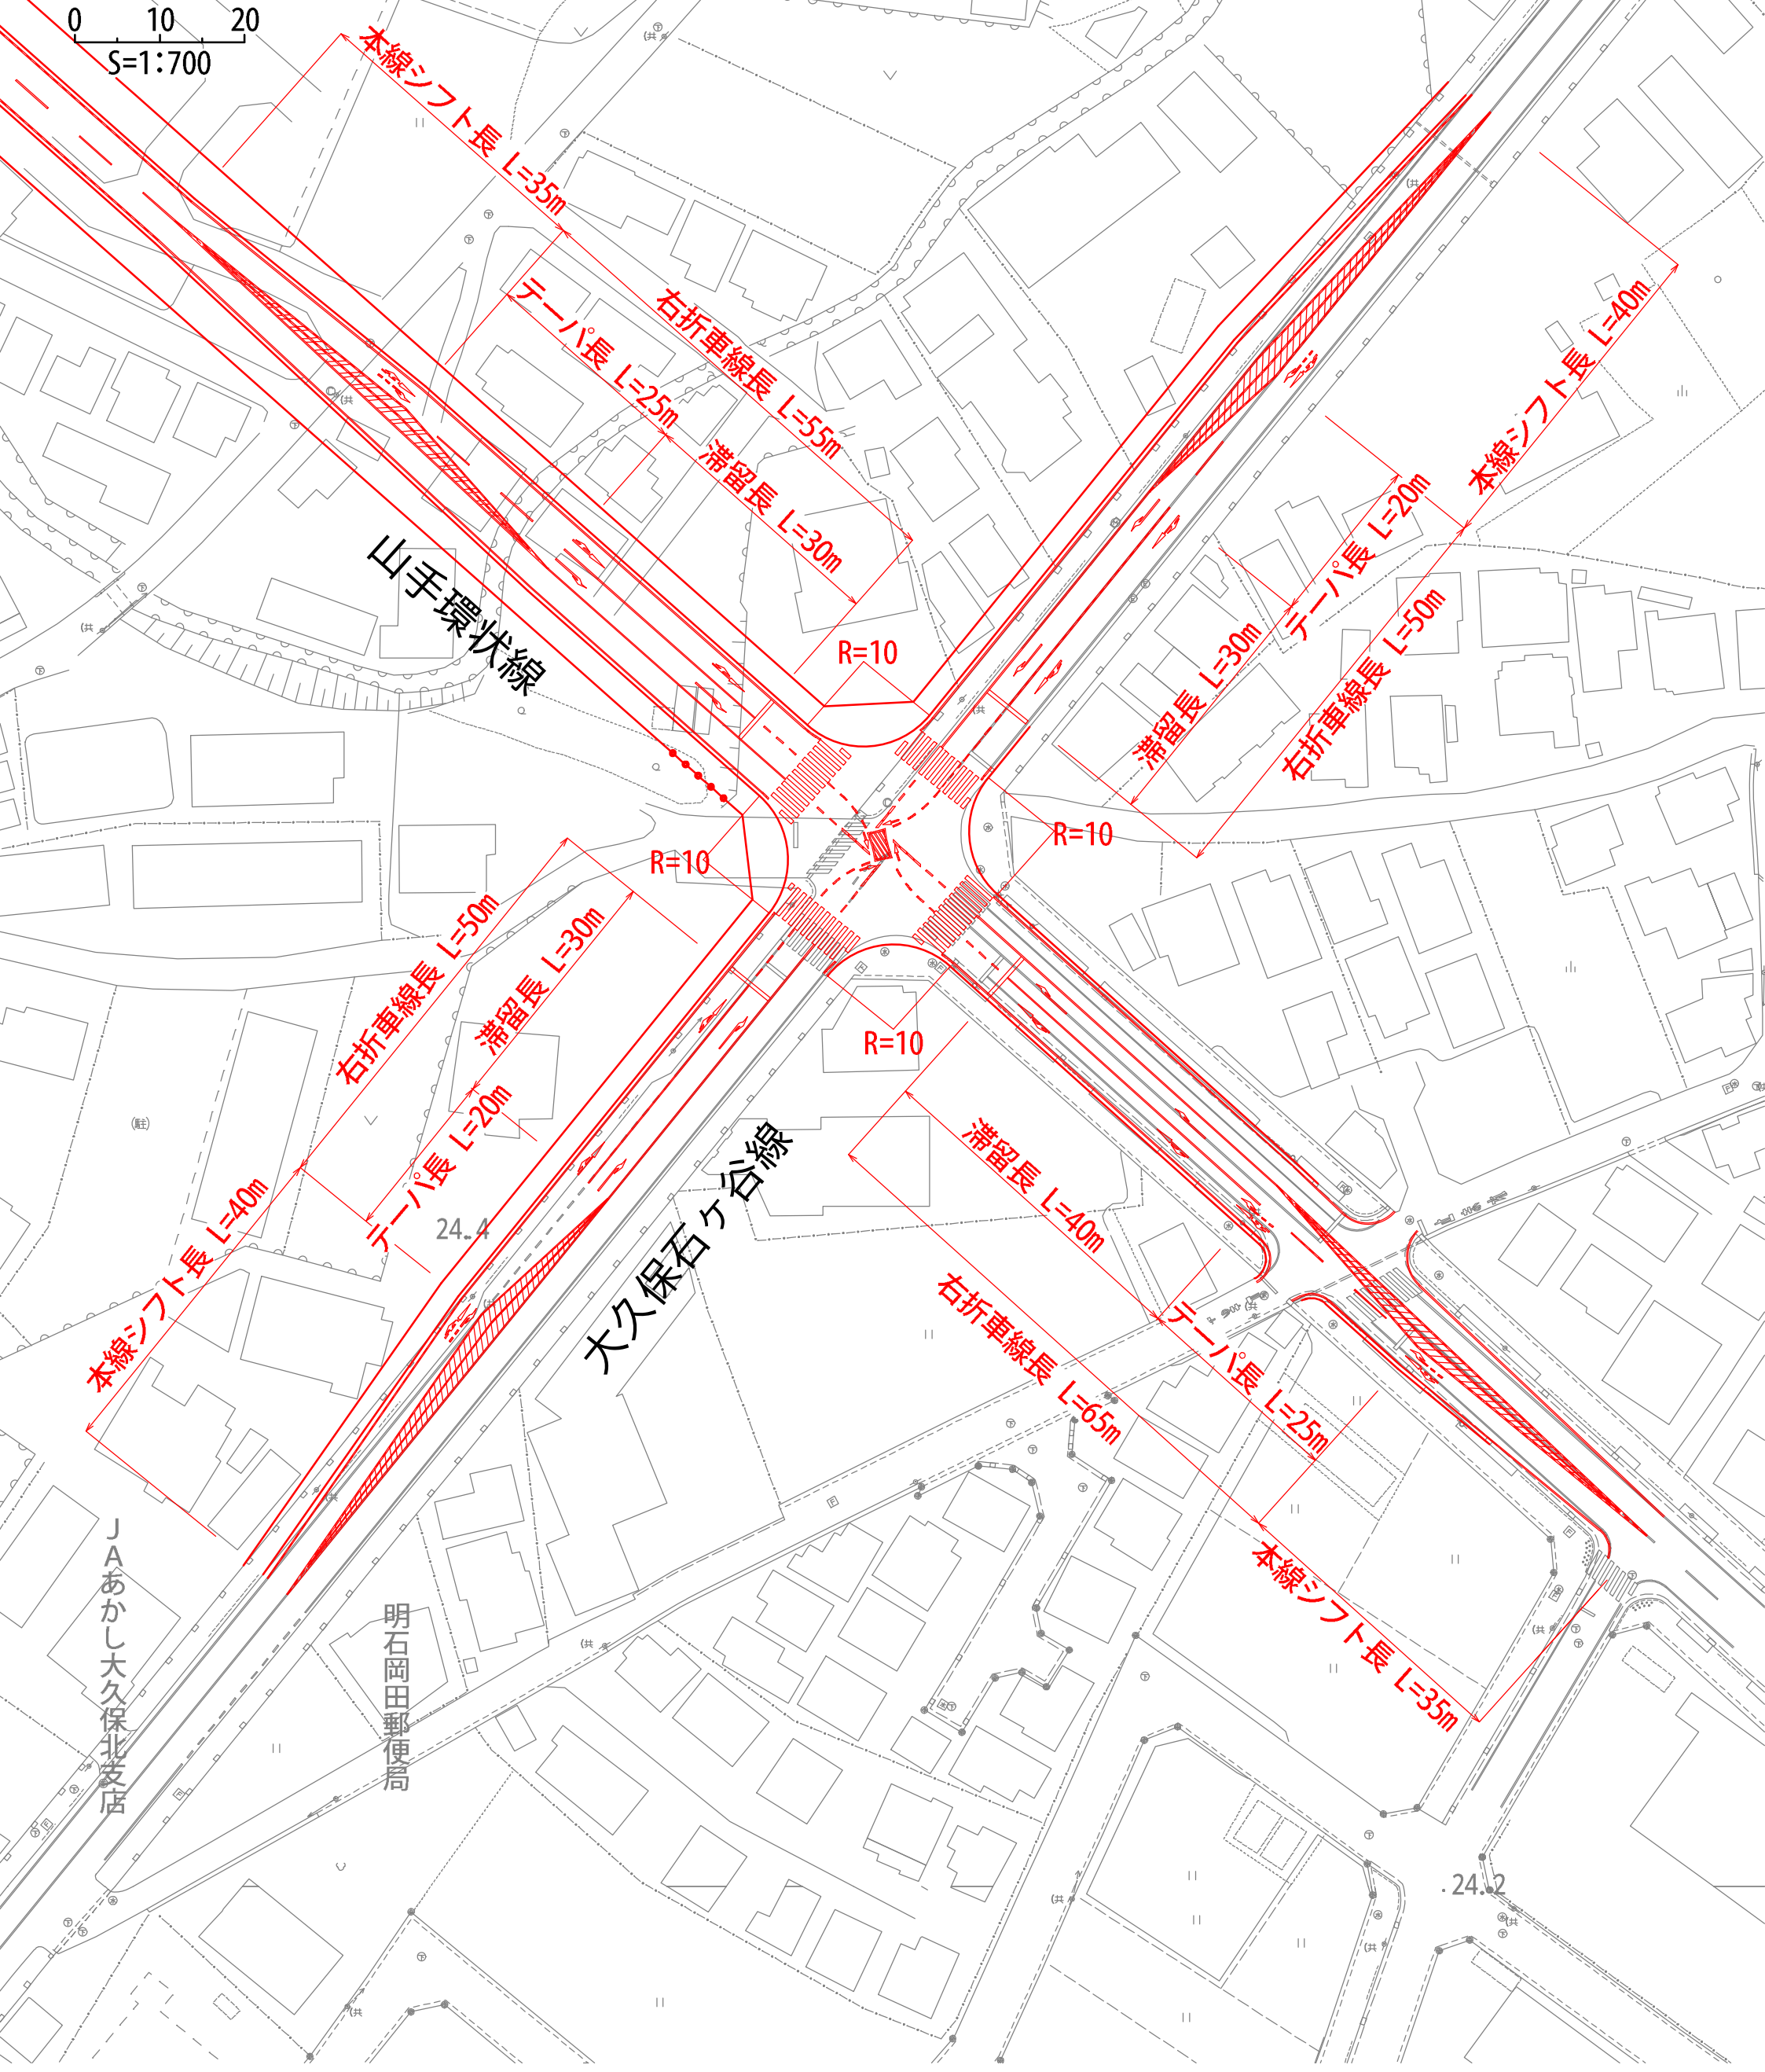 0 10 20
S=1:700
本線シフト長 L=35m
右折車線長 L=55m
テーパ長 L=25m
滞留長 L=30m
本線シフト長 L=40m
テーパ長 L=20m
右折車線長 L=50m
滞留長 L=30m
山手環状線
R=10
R=10
R=10
R=10
右折車線長 L=50m
滞留長 L=30m
テーパ長 L=20m
本線シフト長 L=40m
24.4
大久保石ヶ谷線
滞留長 L=40m
右折車線長 L=65m
テーパ長 L=25m
本線シフト長 L=35m
(駐)
JAあかし大久保北支店
明石岡田郵便局
24.2